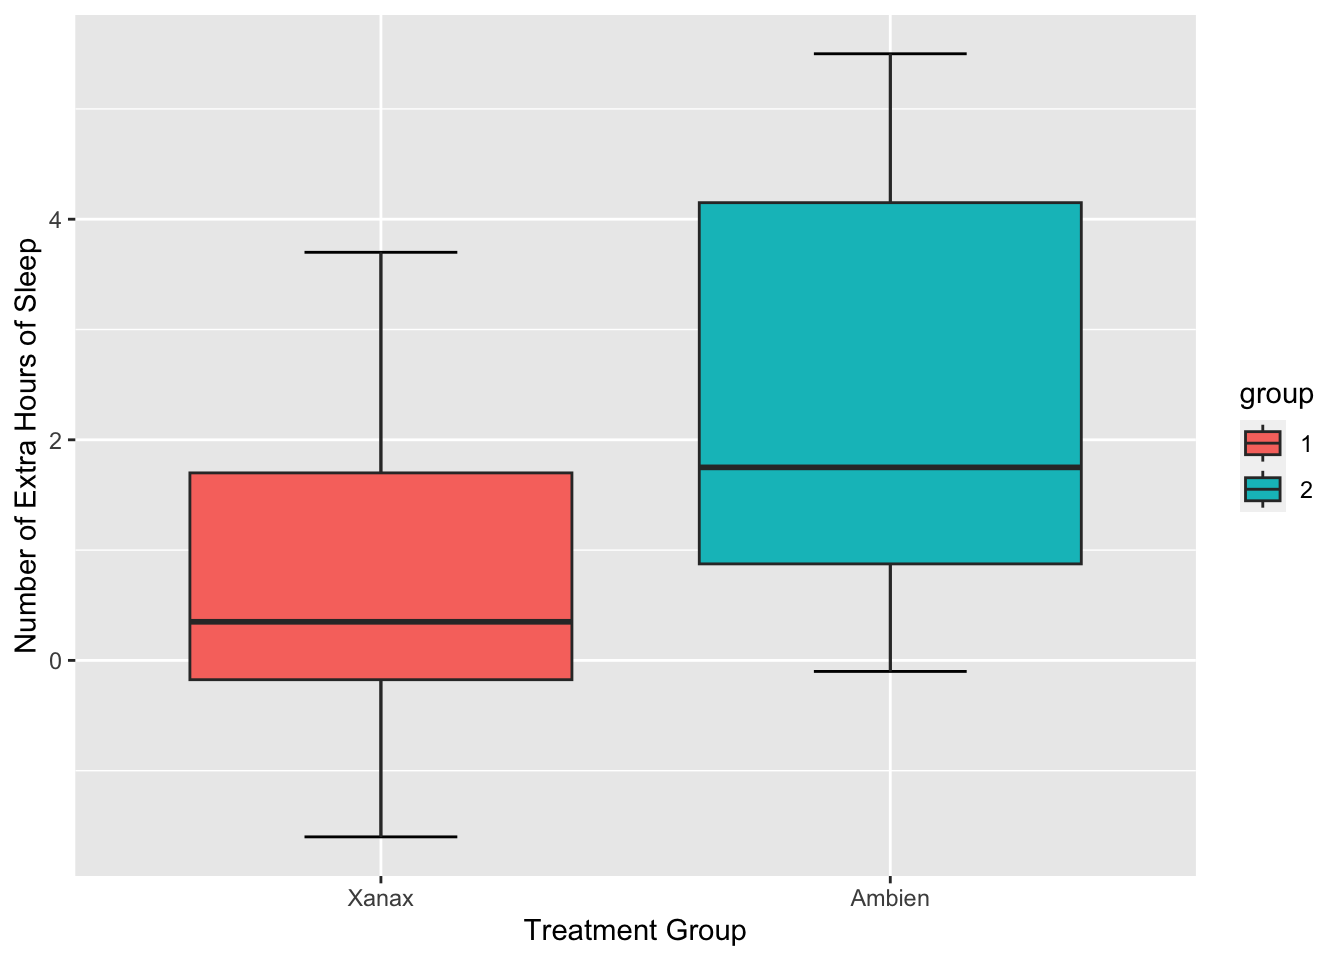 Number of Extra Hours of Sleep
4
2
0
Xanax
Ambien
Treatment Group
group
1
2